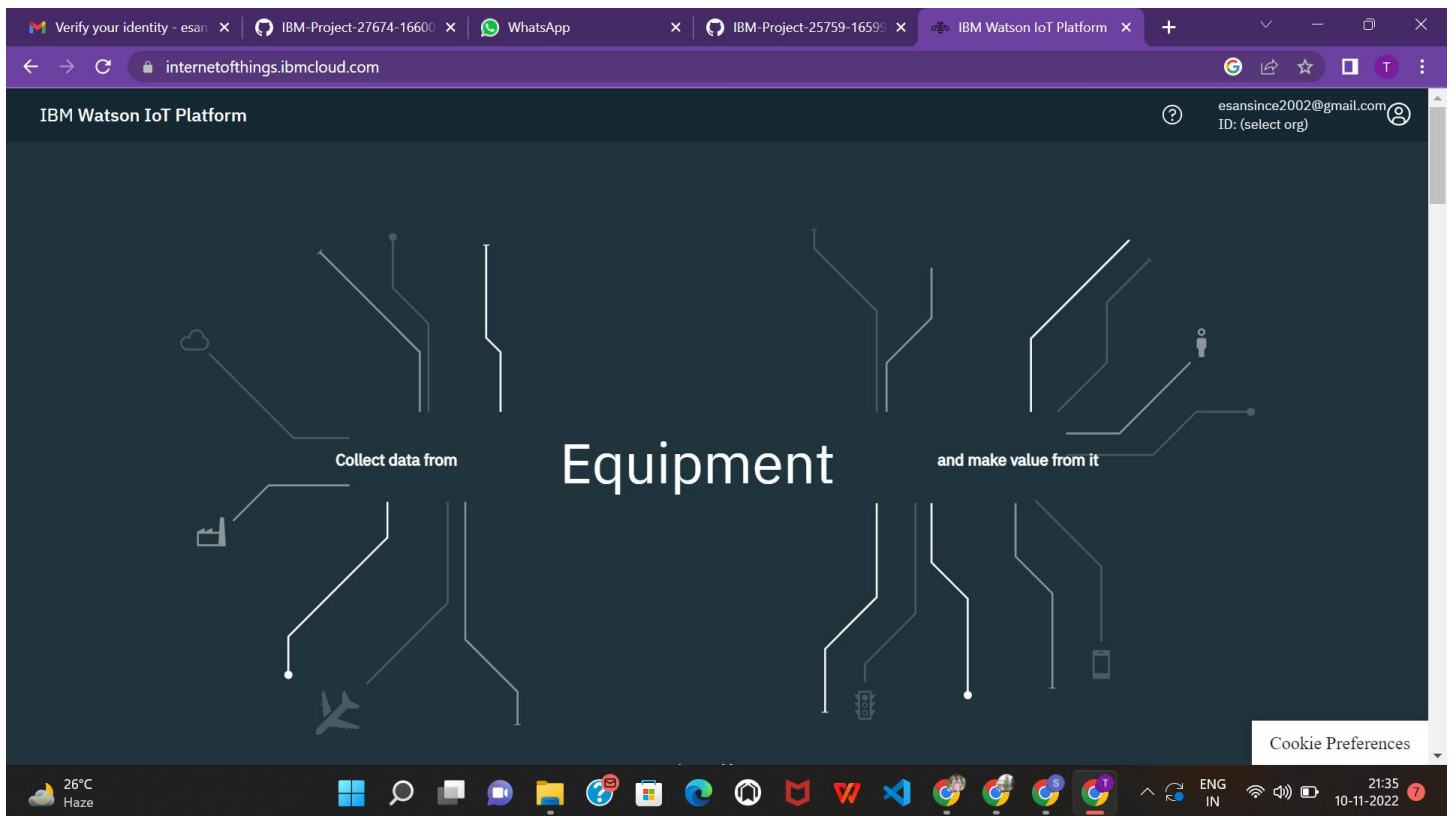 Verify your identity - esan
IBM-Project-27674-16600
WhatsApp
IBM-Project-25759-16599
IBM Watson IoT Platform
internetofthings.ibmcloud.com
IBM Watson IoT Platform
esansince2002@gmail.com
ID: (select org)
Collect data from
Equipment
and make value from it
Cookie Preferences
26°C
Haze
ENG
IN
21:35
10-11-2022
7